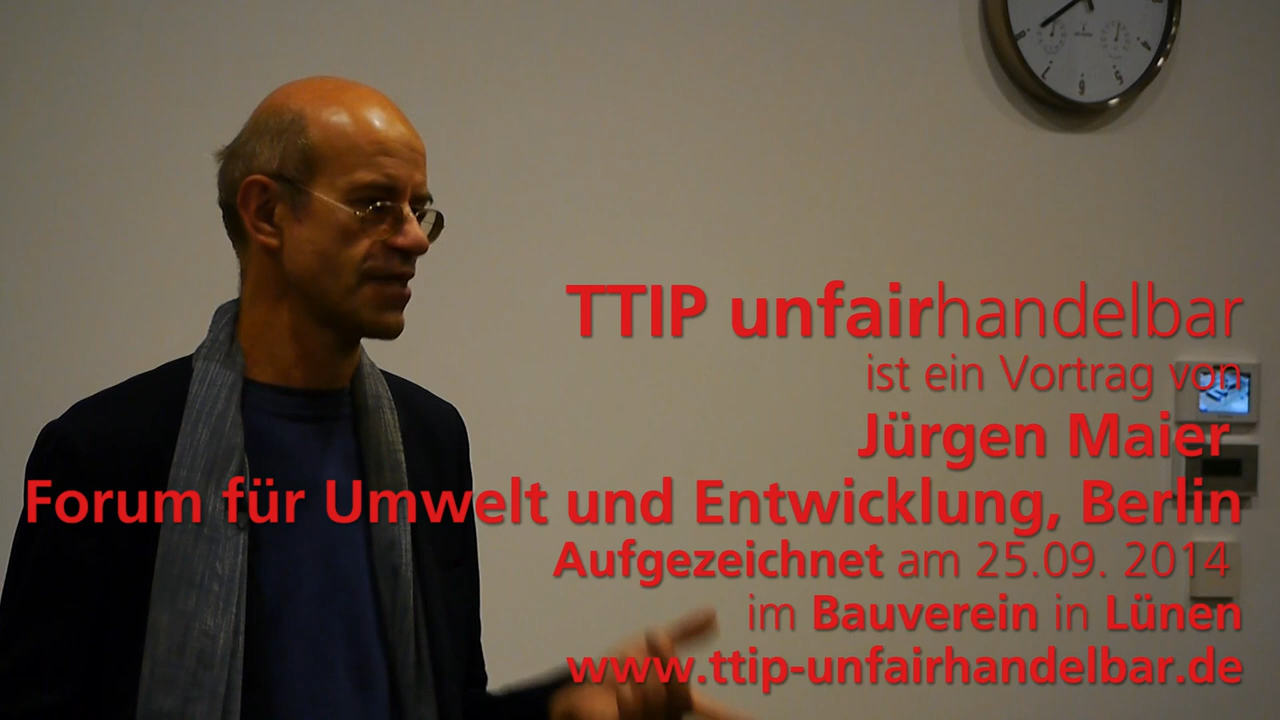 TTIP unfairhandelbar
ist ein Vortrag von
Jürgen Maier
Forum für Umwelt und Entwicklung, Berlin
Aufgezeichnet am 25.09. 2014
im Bauverein in Lünen
www.ttip-unfairhandelbar.de